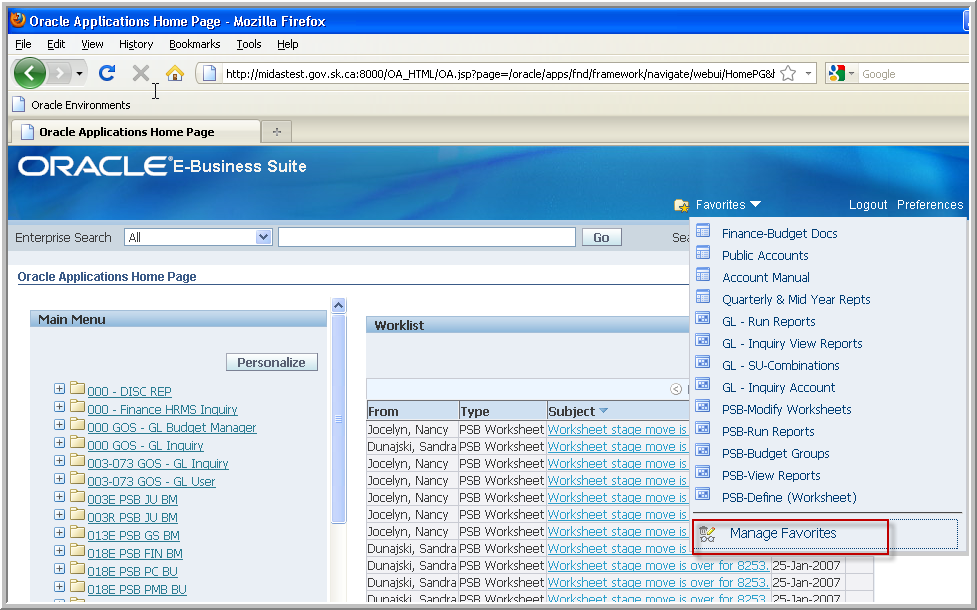 Oracle Applications Home Page - Mozilla Firefox
File Edit View History Bookmarks Tools Help
http://midastest.gov.sk.ca:8000/OA_HTML/OA.jsp?page=/oracle/apps/fnd/framework/navigate/webui/HomePG&
Google
Oracle Environments
Oracle Applications Home Page
ORACLE® E-Business Suite
Favorites Logout Preferences
Enterprise Search All Go Sea
Oracle Applications Home Page
Main Menu
Personalize
000 - DISC REP
000 - Finance HRMS Inquiry
000 GOS - GL Budget Manager
000 GOS - GL Inquiry
003-073 GOS - GL Inquiry
003-073 GOS - GL User
003E PSB JU BM
003R PSB JU BM
013E PSB GS BM
018E PSB FIN BM
018E PSB PC BU
018E PSB PMB BU
Worklist
From Type Subject
Jocelyn, Nancy PSB Worksheet Worksheet stage move is
Dunajski, Sandra PSB Worksheet Worksheet stage move is
Jocelyn, Nancy PSB Worksheet Worksheet stage move is
Jocelyn, Nancy PSB Worksheet Worksheet stage move is
Jocelyn, Nancy PSB Worksheet Worksheet stage move is
Jocelyn, Nancy PSB Worksheet Worksheet stage move is
Jocelyn, Nancy PSB Worksheet Worksheet stage move is
Dunajski, Sandra PSB Worksheet Worksheet stage move is
Dunajski, Sandra PSB Worksheet Worksheet stage move is over for 8253. 25-Jan-2007
Dunajski, Sandra PSB Worksheet Worksheet stage move is over for 8253. 25-Jan-2007
Dunajski, Sandra PSB Worksheet Worksheet stage move is over for 8253. 25-Jan-2007
Finance-Budget Docs
Public Accounts
Account Manual
Quarterly & Mid Year Repts
GL - Run Reports
GL - Inquiry View Reports
GL - SU-Combinations
GL - Inquiry Account
PSB-Modify Worksheets
PSB-Run Reports
PSB-Budget Groups
PSB-View Reports
PSB-Define (Worksheet)
Manage Favorites